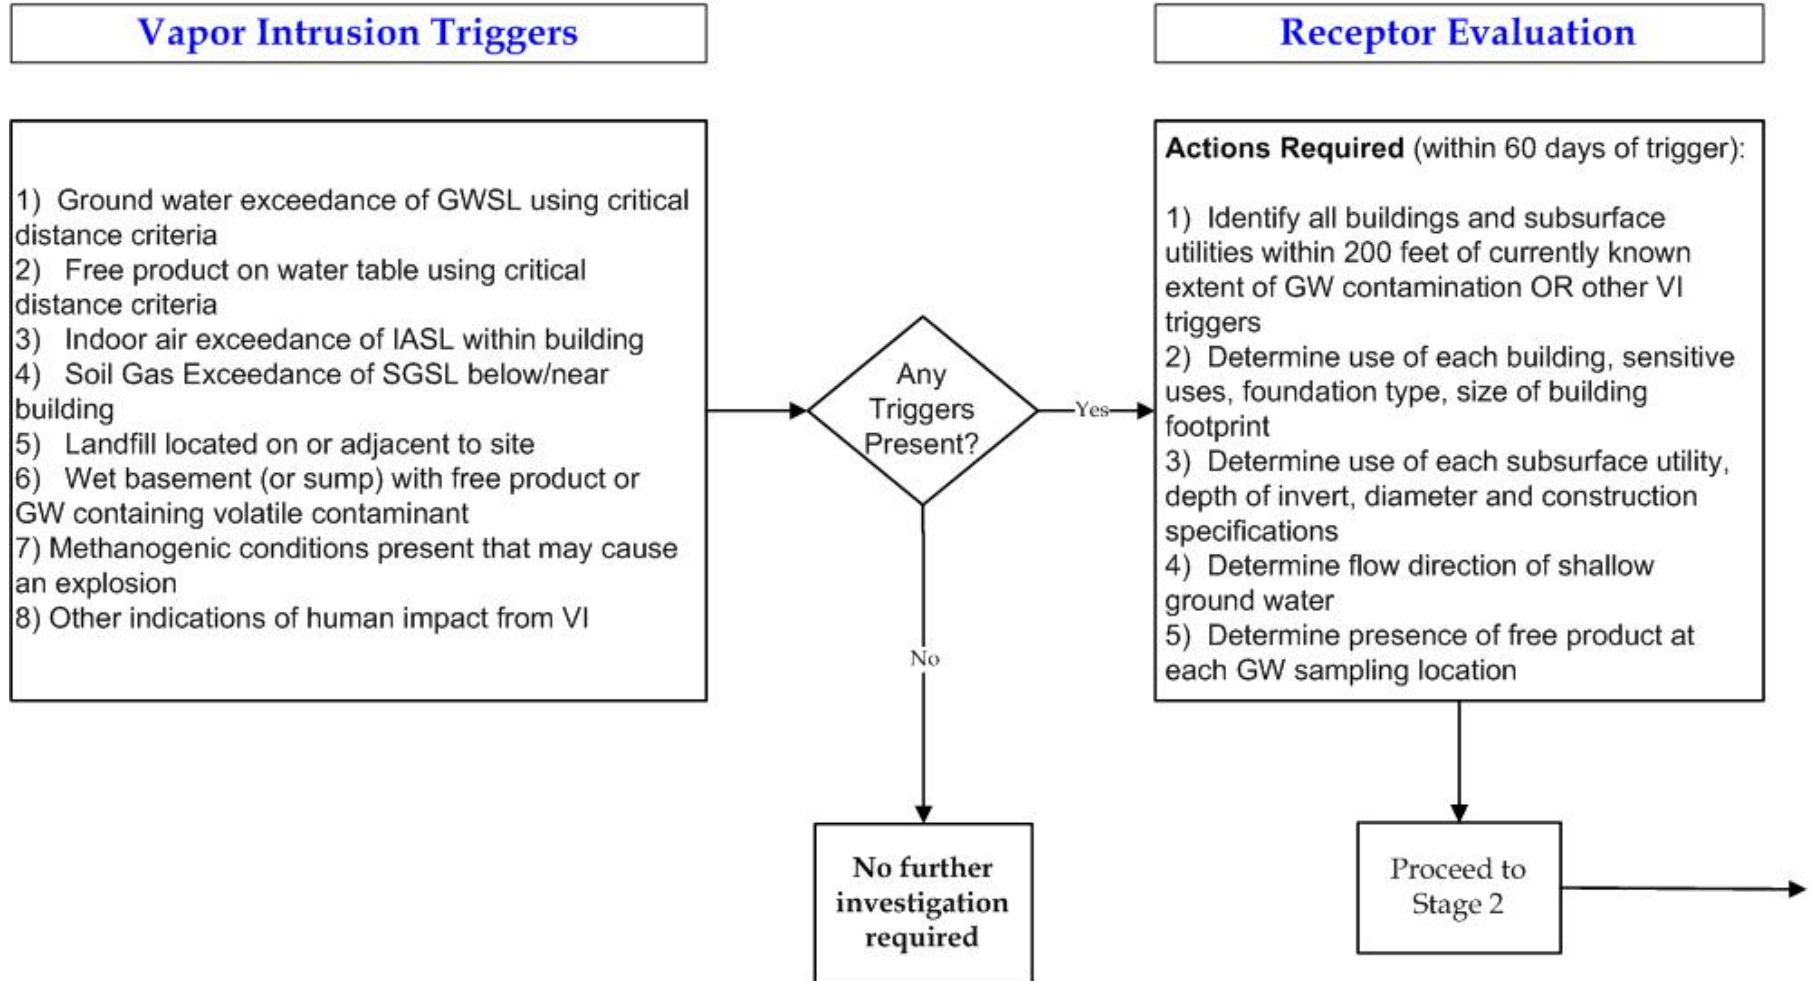 Vapor Intrusion Triggers
1) Ground water exceedance of GWSL using critical
distance criteria
2) Free product on water table using critical
distance criteria
3) Indoor air exceedance of IASL within building
4) Soil Gas Exceedance of SGSL below/near
building
5) Landfill located on or adjacent to site
6) Wet basement (or sump) with free product or
GW containing volatile contaminant
7) Methanogenic conditions present that may cause
an explosion
8) Other indications of human impact from VI
Any
Triggers
Present?
Yes
No
No further
investigation
required
Receptor Evaluation
Actions Required (within 60 days of trigger):
1) Identify all buildings and subsurface
utilities within 200 feet of currently known
extent of GW contamination OR other VI
triggers
2) Determine use of each building, sensitive
uses, foundation type, size of building
footprint
3) Determine use of each subsurface utility,
depth of invert, diameter and construction
specifications
4) Determine flow direction of shallow
ground water
5) Determine presence of free product at
each GW sampling location
Proceed to
Stage 2